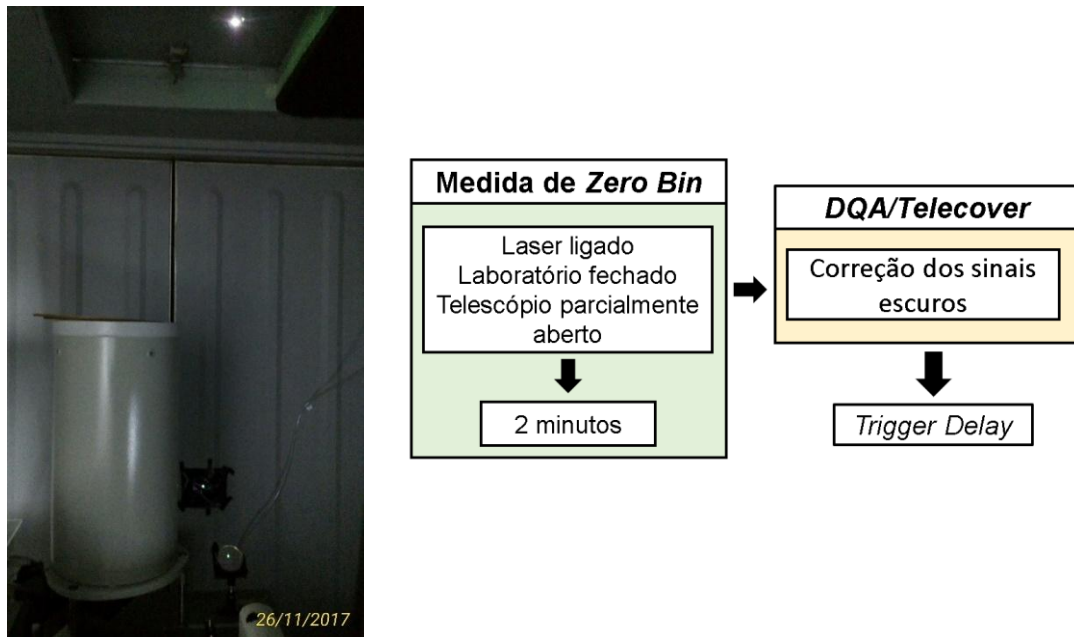 26/11/2017
Medida de Zero Bin
Laser ligado
Laboratório fechado
Telescópio parcialmente
aberto
2 minutos
DQA/Telecover
Correção dos sinais
escuros
Trigger Delay